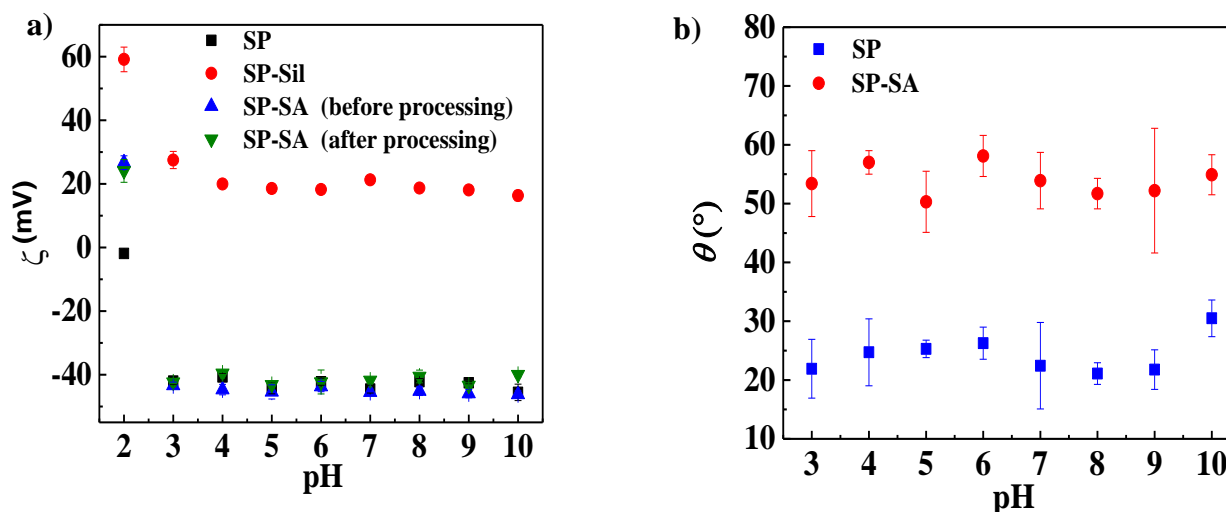 a)
SP
SP-Sil
SP-SA (before processing)
SP-SA (after processing)
60
40
20
0
-20
-40
ζ (mV)
2 3 4 5 6 7 8 9 10
pH
b)
SP
SP-SA
80
70
60
50
40
30
20
10
θ (°)
3 4 5 6 7 8 9 10
pH